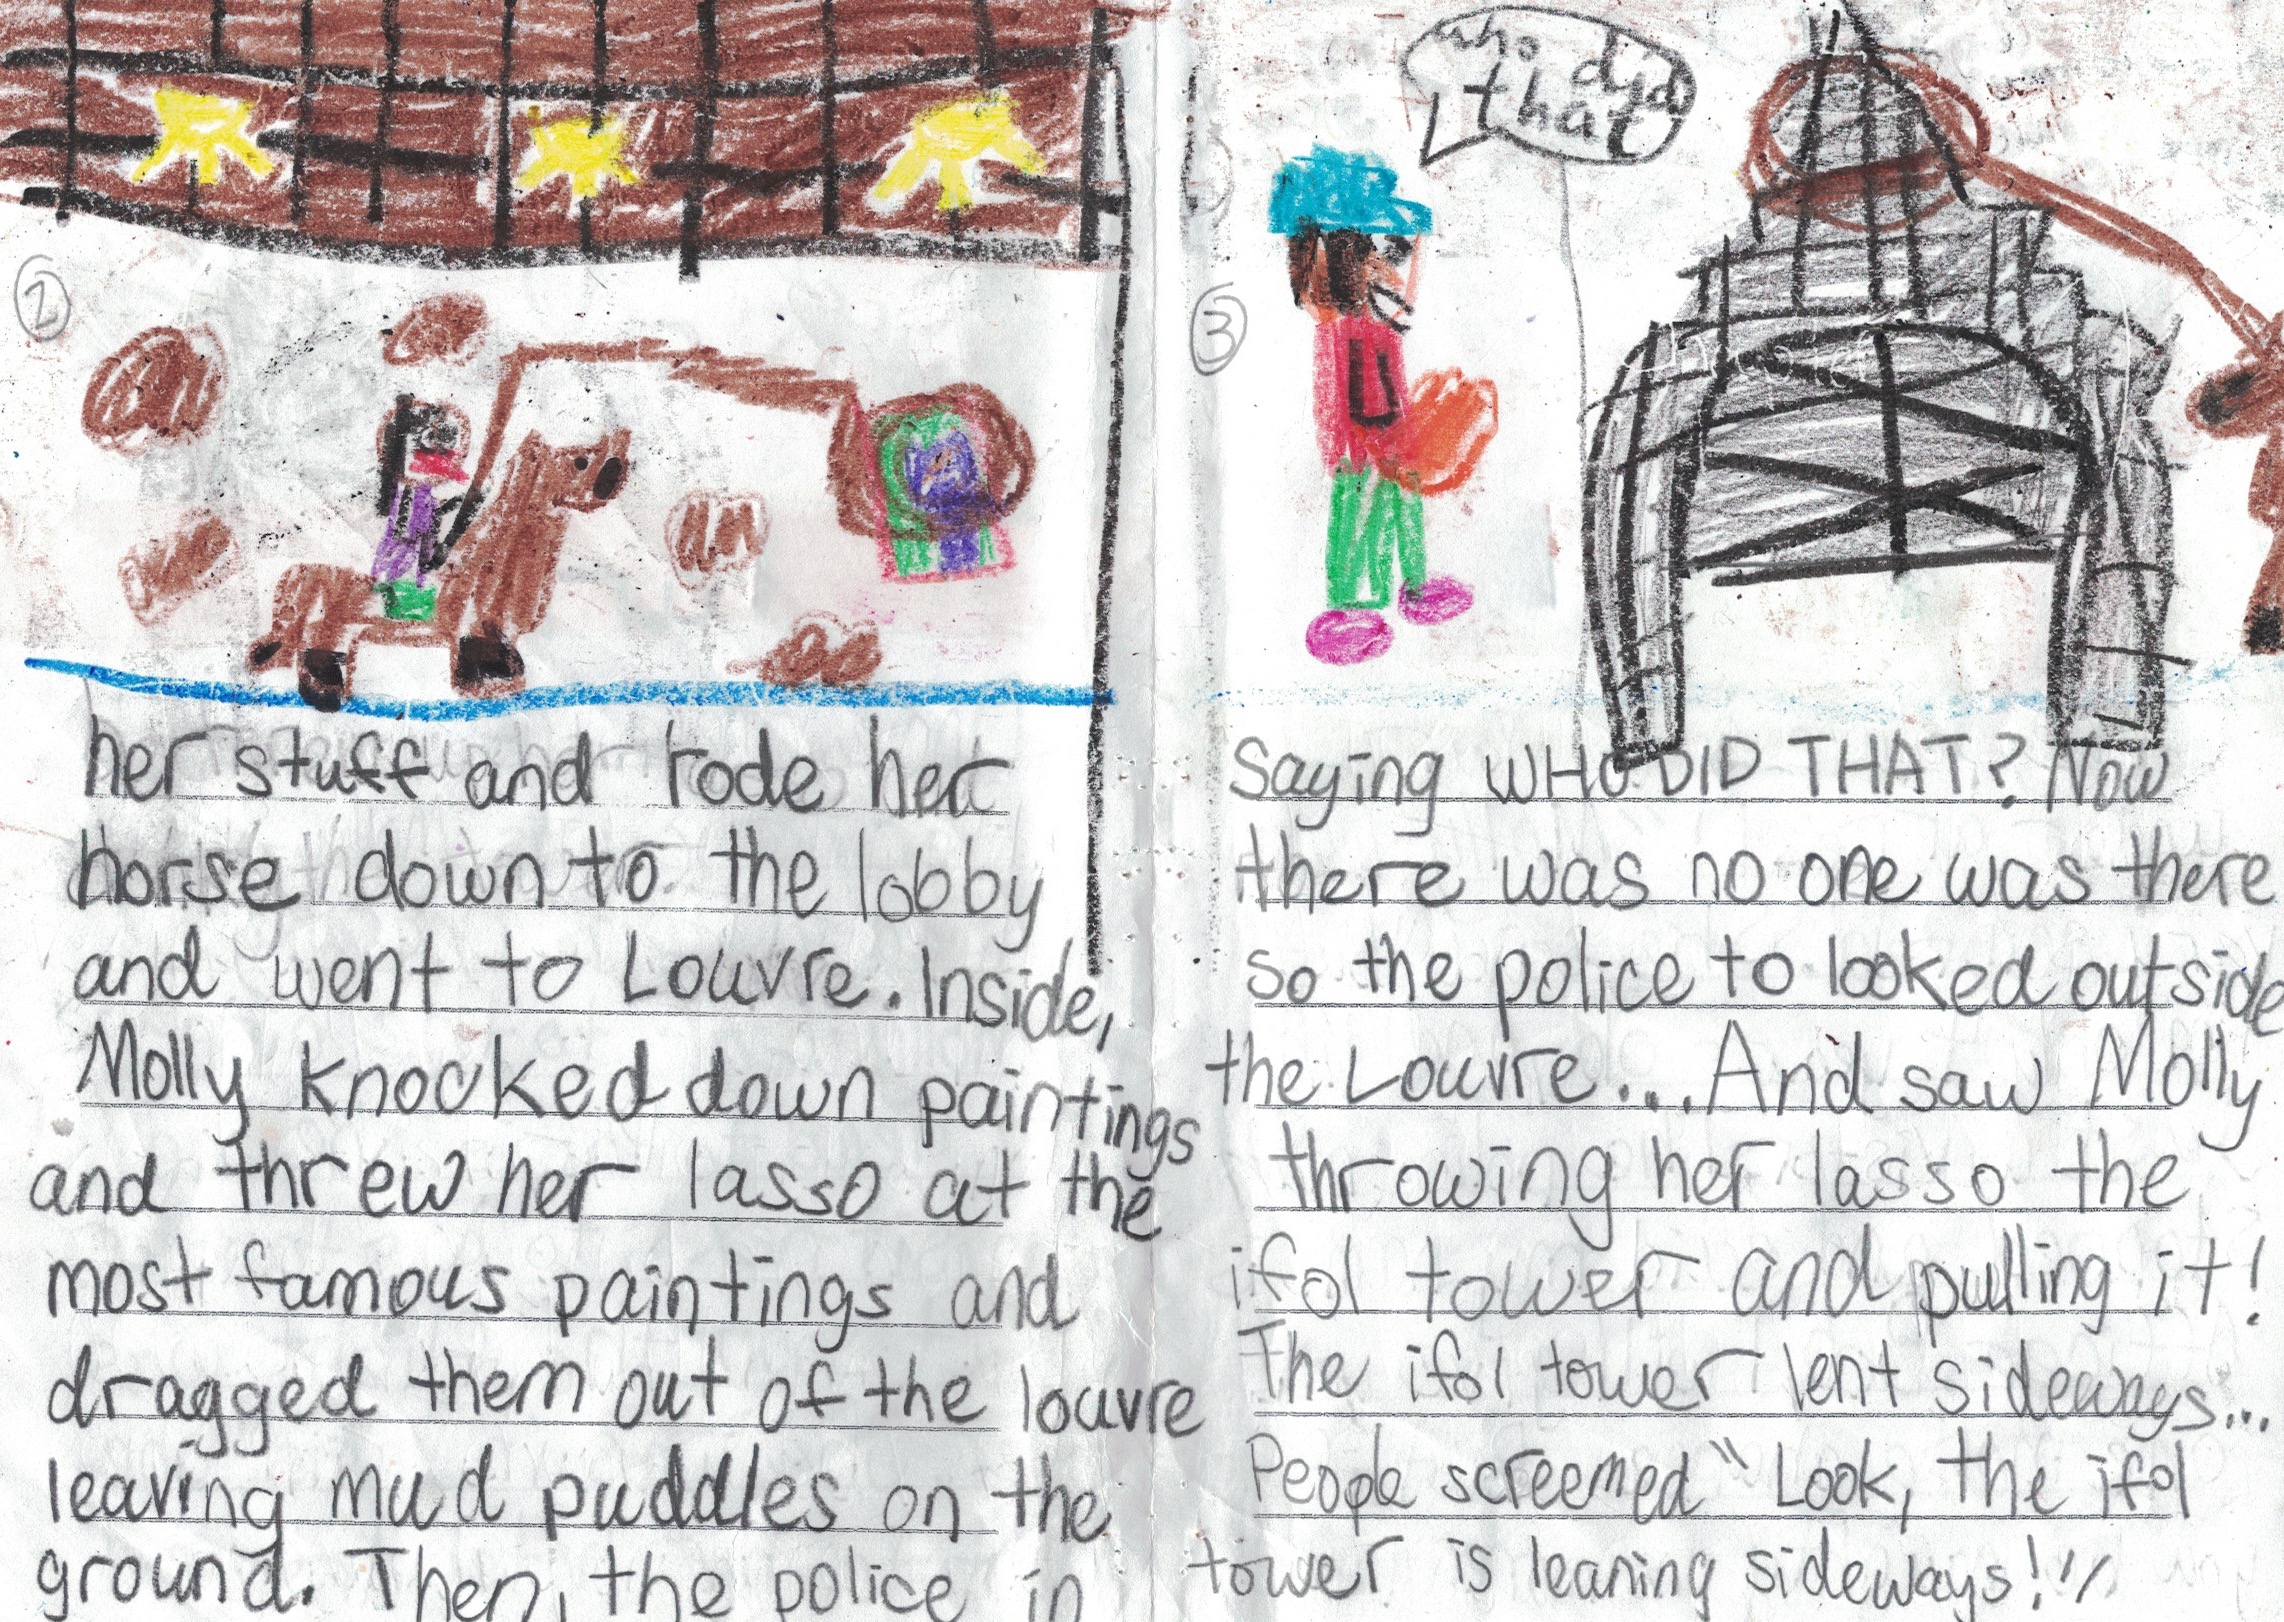 2
her stuff and rode her
horse down to the lobby
and went to Louvre. Inside,
Molly knocked down paintings
and threw her lasso at the
most famous paintings and
dragged them out of the louvre
leaving mud puddles on the
ground. Then, the police in
who did
that
3
Saying WHO DID THAT? Now
there was no one was there
so the police to looked outside
the Louvre... And saw Molly
throwing her lasso the
ifol tower and pulling it!
The ifol tower lent sideways...
People screemed "Look, the ifol
tower is leaning sideways!"